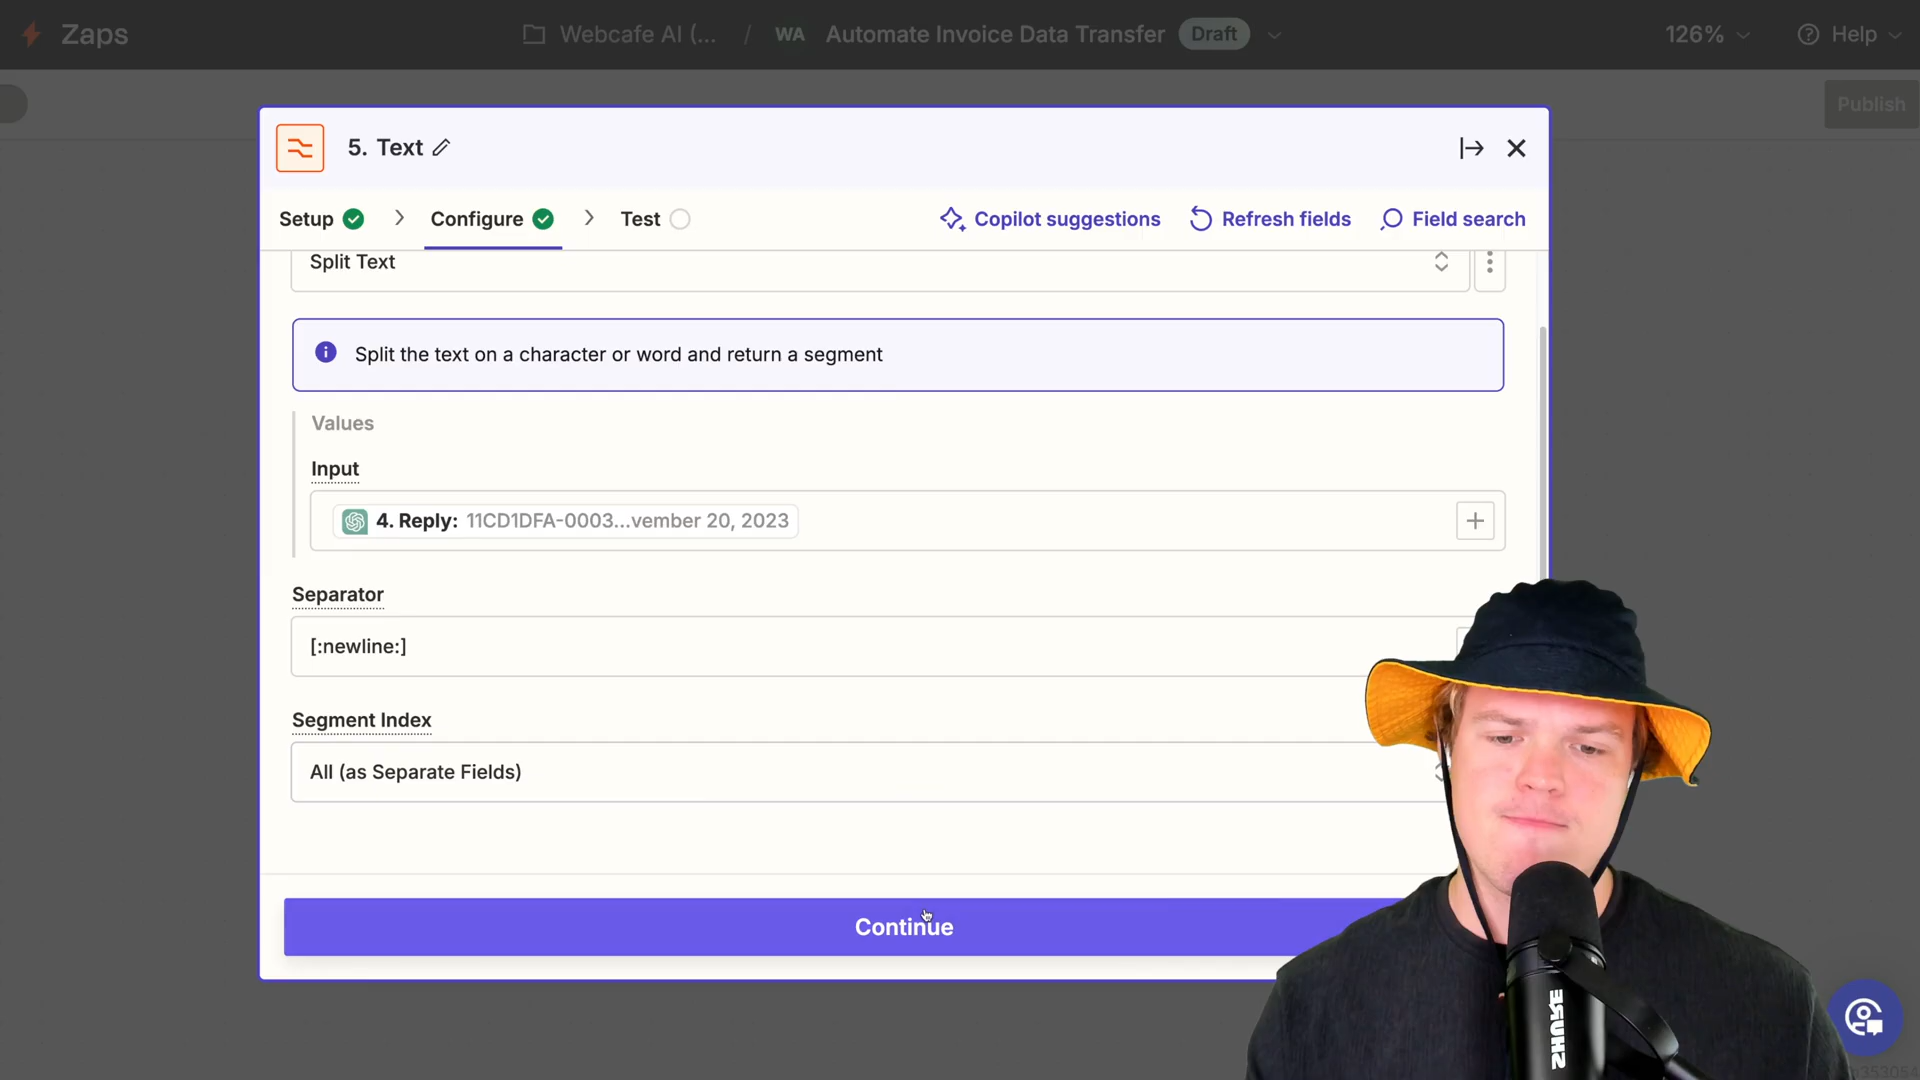 Zaps
Webcafe AI (... / WA Automate Invoice Data Transfer Draft
126%
Help
Publish
5. Text
Setup
Configure
Test
Copilot suggestions
Refresh fields
Field search
Split Text
Split the text on a character or word and return a segment
Values
Input
4. Reply: 11CD1DFA-0003...vember 20, 2023
Separator
[:newline:]
Segment Index
All (as Separate Fields)
Continue
SHURE